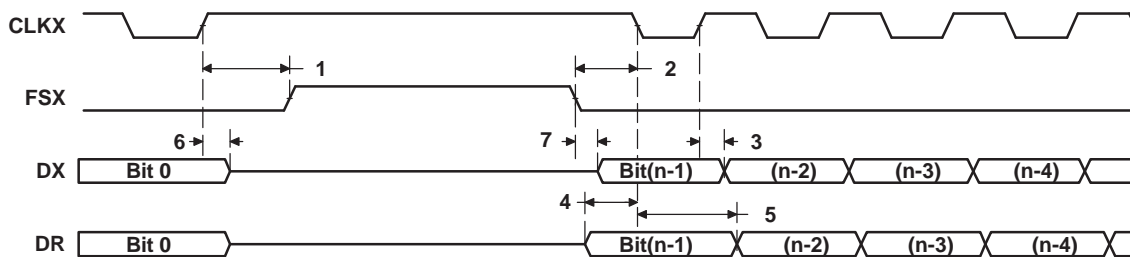 CLKX
1 2
FSX
6 7 3
DX Bit 0 Bit(n-1) (n-2) (n-3) (n-4)
4 5
DR Bit 0 Bit(n-1) (n-2) (n-3) (n-4)